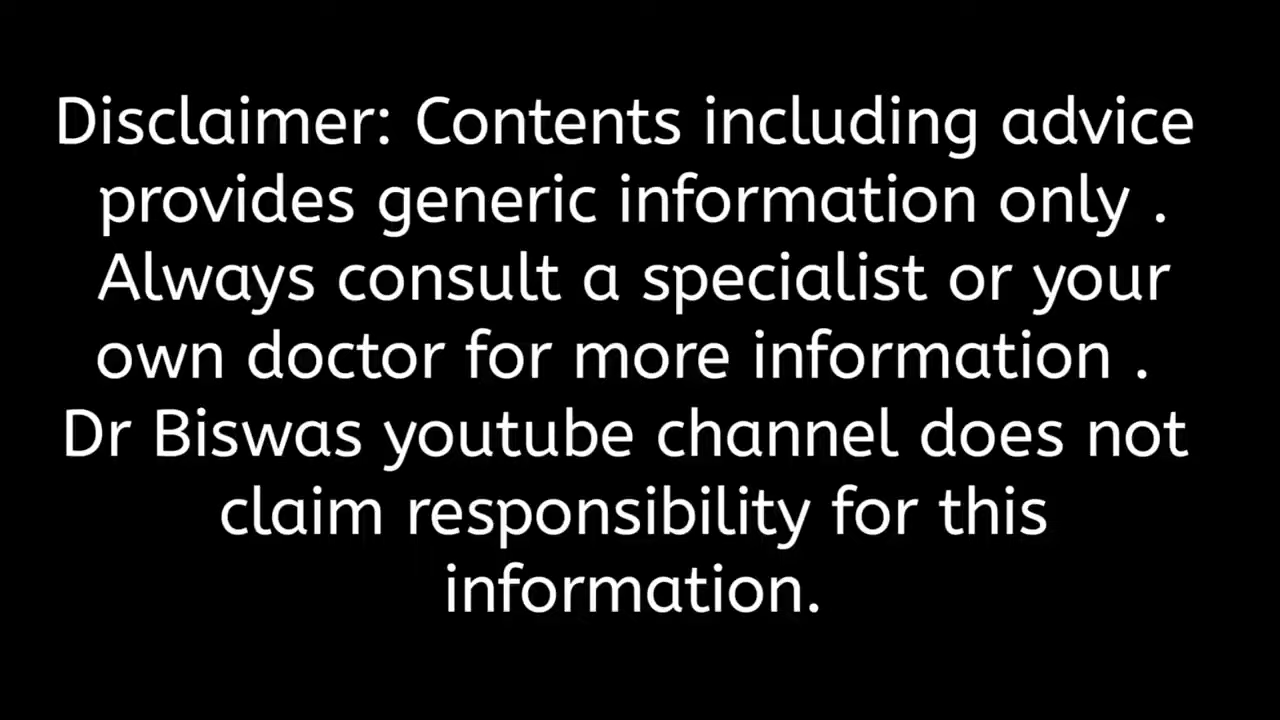 Disclaimer: Contents including advice
provides generic information only .
Always consult a specialist or your
own doctor for more information .
Dr Biswas youtube channel does not
claim responsibility for this
information.